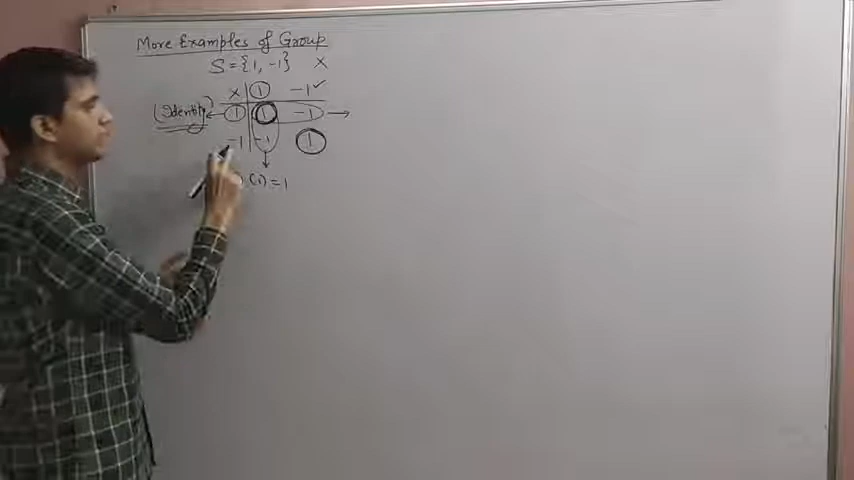 More Examples of Group
S = {1, -1} ×
× 1 -1 ✓
(Identity) ← 1 1 -1 →
-1 -1 1
(1) = 1